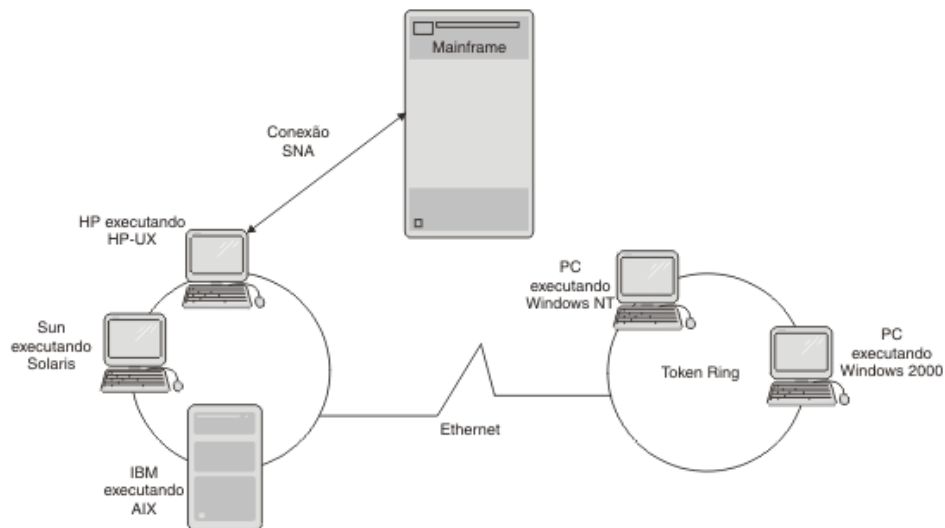 Mainframe
Conexão
SNA
HP executando
HP-UX
PC
executando
Windows NT
Sun
executando
Solaris
PC
executando
Windows 2000
Token Ring
Ethernet
IBM
executando
AIX